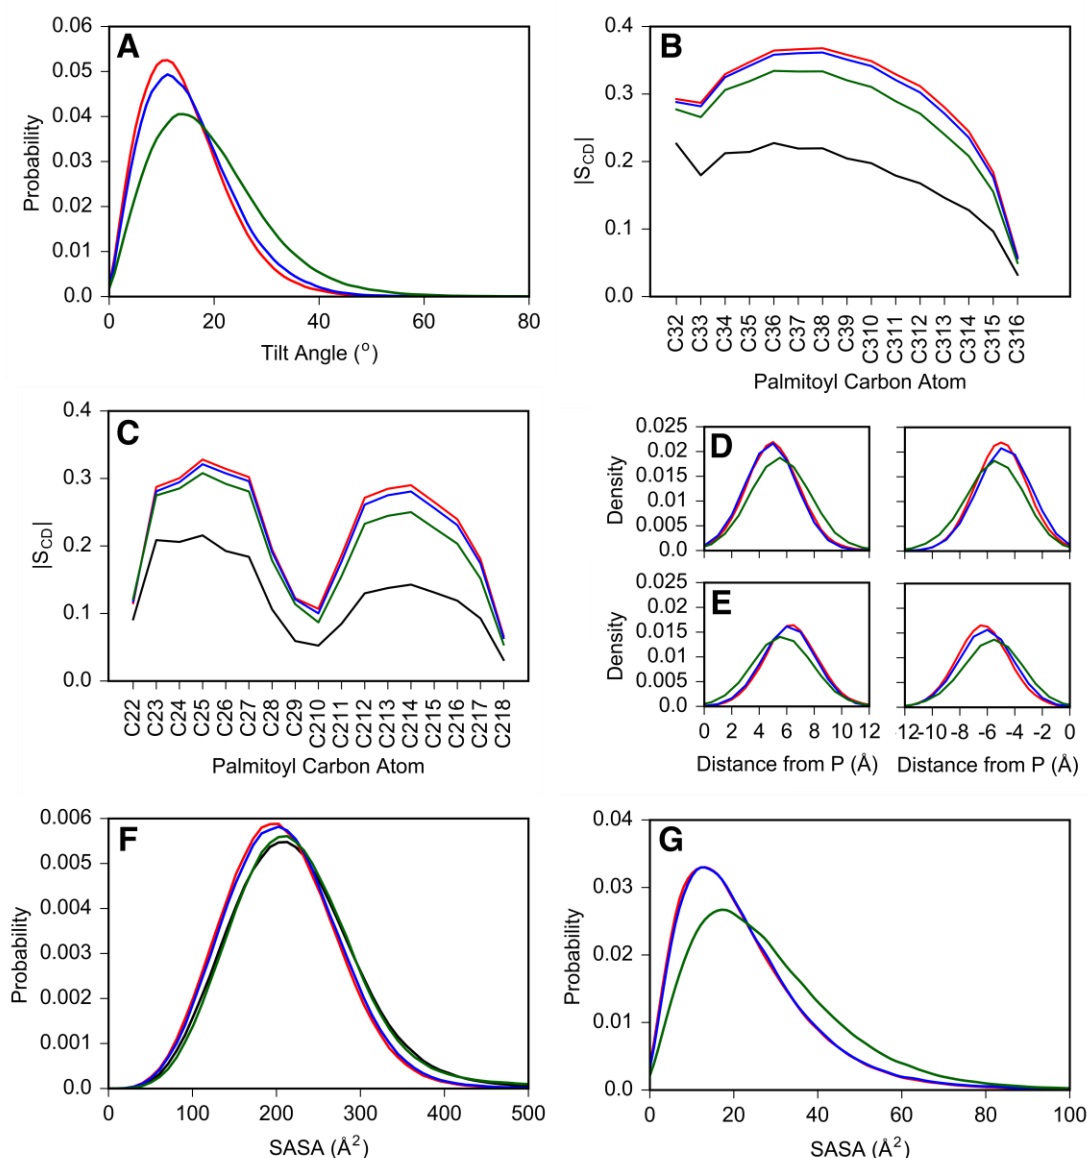 A
0.06
0.05
0.04
0.03
0.02
0.01
0.0
Probability
0 20 40 60 80
Tilt Angle (o)
B
0.4
0.3
0.2
0.1
0.0
|SCD|
C32 C33 C34 C35 C36 C37 C38 C39 C310 C311 C312 C313 C314 C315 C316
Palmitoyl Carbon Atom
C
0.4
0.3
0.2
0.1
0.0
|SCD|
C22 C23 C24 C25 C26 C27 C28 C29 C210 C211 C212 C213 C214 C215 C216 C217 C218
Palmitoyl Carbon Atom
D
0.025
0.020
0.015
0.010
0.005
0.0
Density
E
0.025
0.020
0.015
0.010
0.005
0.0
Density
0 2 4 6 8 10 12
-12 -10 -8 -6 -4 -2 0
Distance from P (Å)
Distance from P (Å)
F
0.006
0.005
0.004
0.003
0.002
0.001
0.0
Probability
0 100 200 300 400 500
SASA (Å2)
G
0.04
0.03
0.02
0.01
0.0
Probability
0 20 40 60 80 100
SASA (Å2)